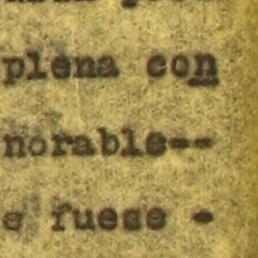 plena con
norable--
s fuese -